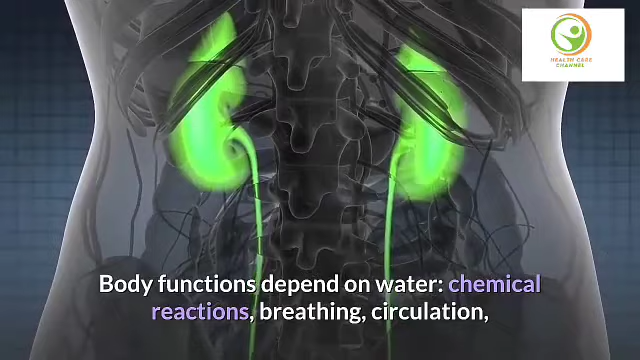 HEALTH CARE
CHANNEL
Body functions depend on water: chemical
reactions, breathing, circulation,